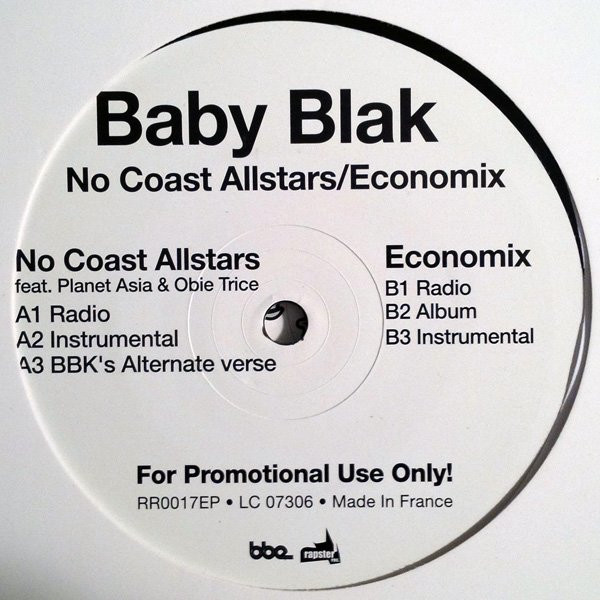 Baby Blak
No Coast Allstars/Economix
No Coast Allstars
feat. Planet Asia & Obie Trice
A1 Radio
A2 Instrumental
A3 BBK's Alternate verse
Economix
B1 Radio
B2 Album
B3 Instrumental
For Promotional Use Only!
RR0017EP • LC 07306 • Made In France
bbe
rapster